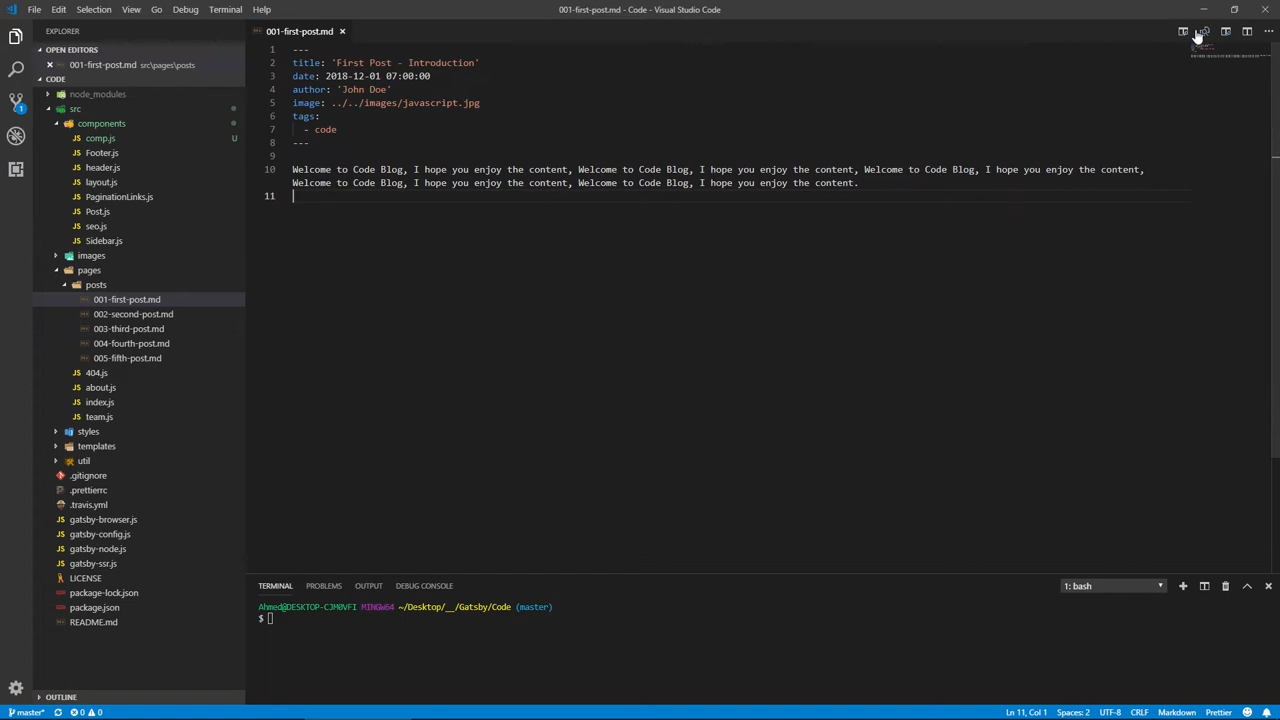 File Edit Selection View Go Debug Terminal Help 001-first-post.md - Code - Visual Studio Code
EXPLORER
OPEN EDITORS
001-first-post.md src\pages\posts
CODE
node_modules
src
components
comp.js U
Footer.js
header.js
layout.js
PaginationLinks.js
Post.js
seo.js
Sidebar.js
images
pages
posts
001-first-post.md
002-second-post.md
003-third-post.md
004-fourth-post.md
005-fifth-post.md
404.js
about.js
index.js
team.js
styles
templates
util
.gitignore
.prettierrc
.travis.yml
gatsby-browser.js
gatsby-config.js
gatsby-node.js
gatsby-ssr.js
LICENSE
package-lock.json
package.json
README.md
OUTLINE
001-first-post.md
1 ---
2 title: 'First Post - Introduction'
3 date: 2018-12-01 07:00:00
4 author: 'John Doe'
5 image: ../../images/javascript.jpg
6 tags:
7 - code
8 ---
9
10 Welcome to Code Blog, I hope you enjoy the content, Welcome to Code Blog, I hope you enjoy the content, Welcome to Code Blog, I hope you enjoy the content,
Welcome to Code Blog, I hope you enjoy the content, Welcome to Code Blog, I hope you enjoy the content.
11
TERMINAL PROBLEMS OUTPUT DEBUG CONSOLE 1: bash
Ahmed@DESKTOP-CJM0VFI MINGW64 ~/Desktop/__/Gatsby/Code (master)
$
master* 0 0 Ln 11, Col 1 Spaces: 2 UTF-8 CRLF Markdown Prettier